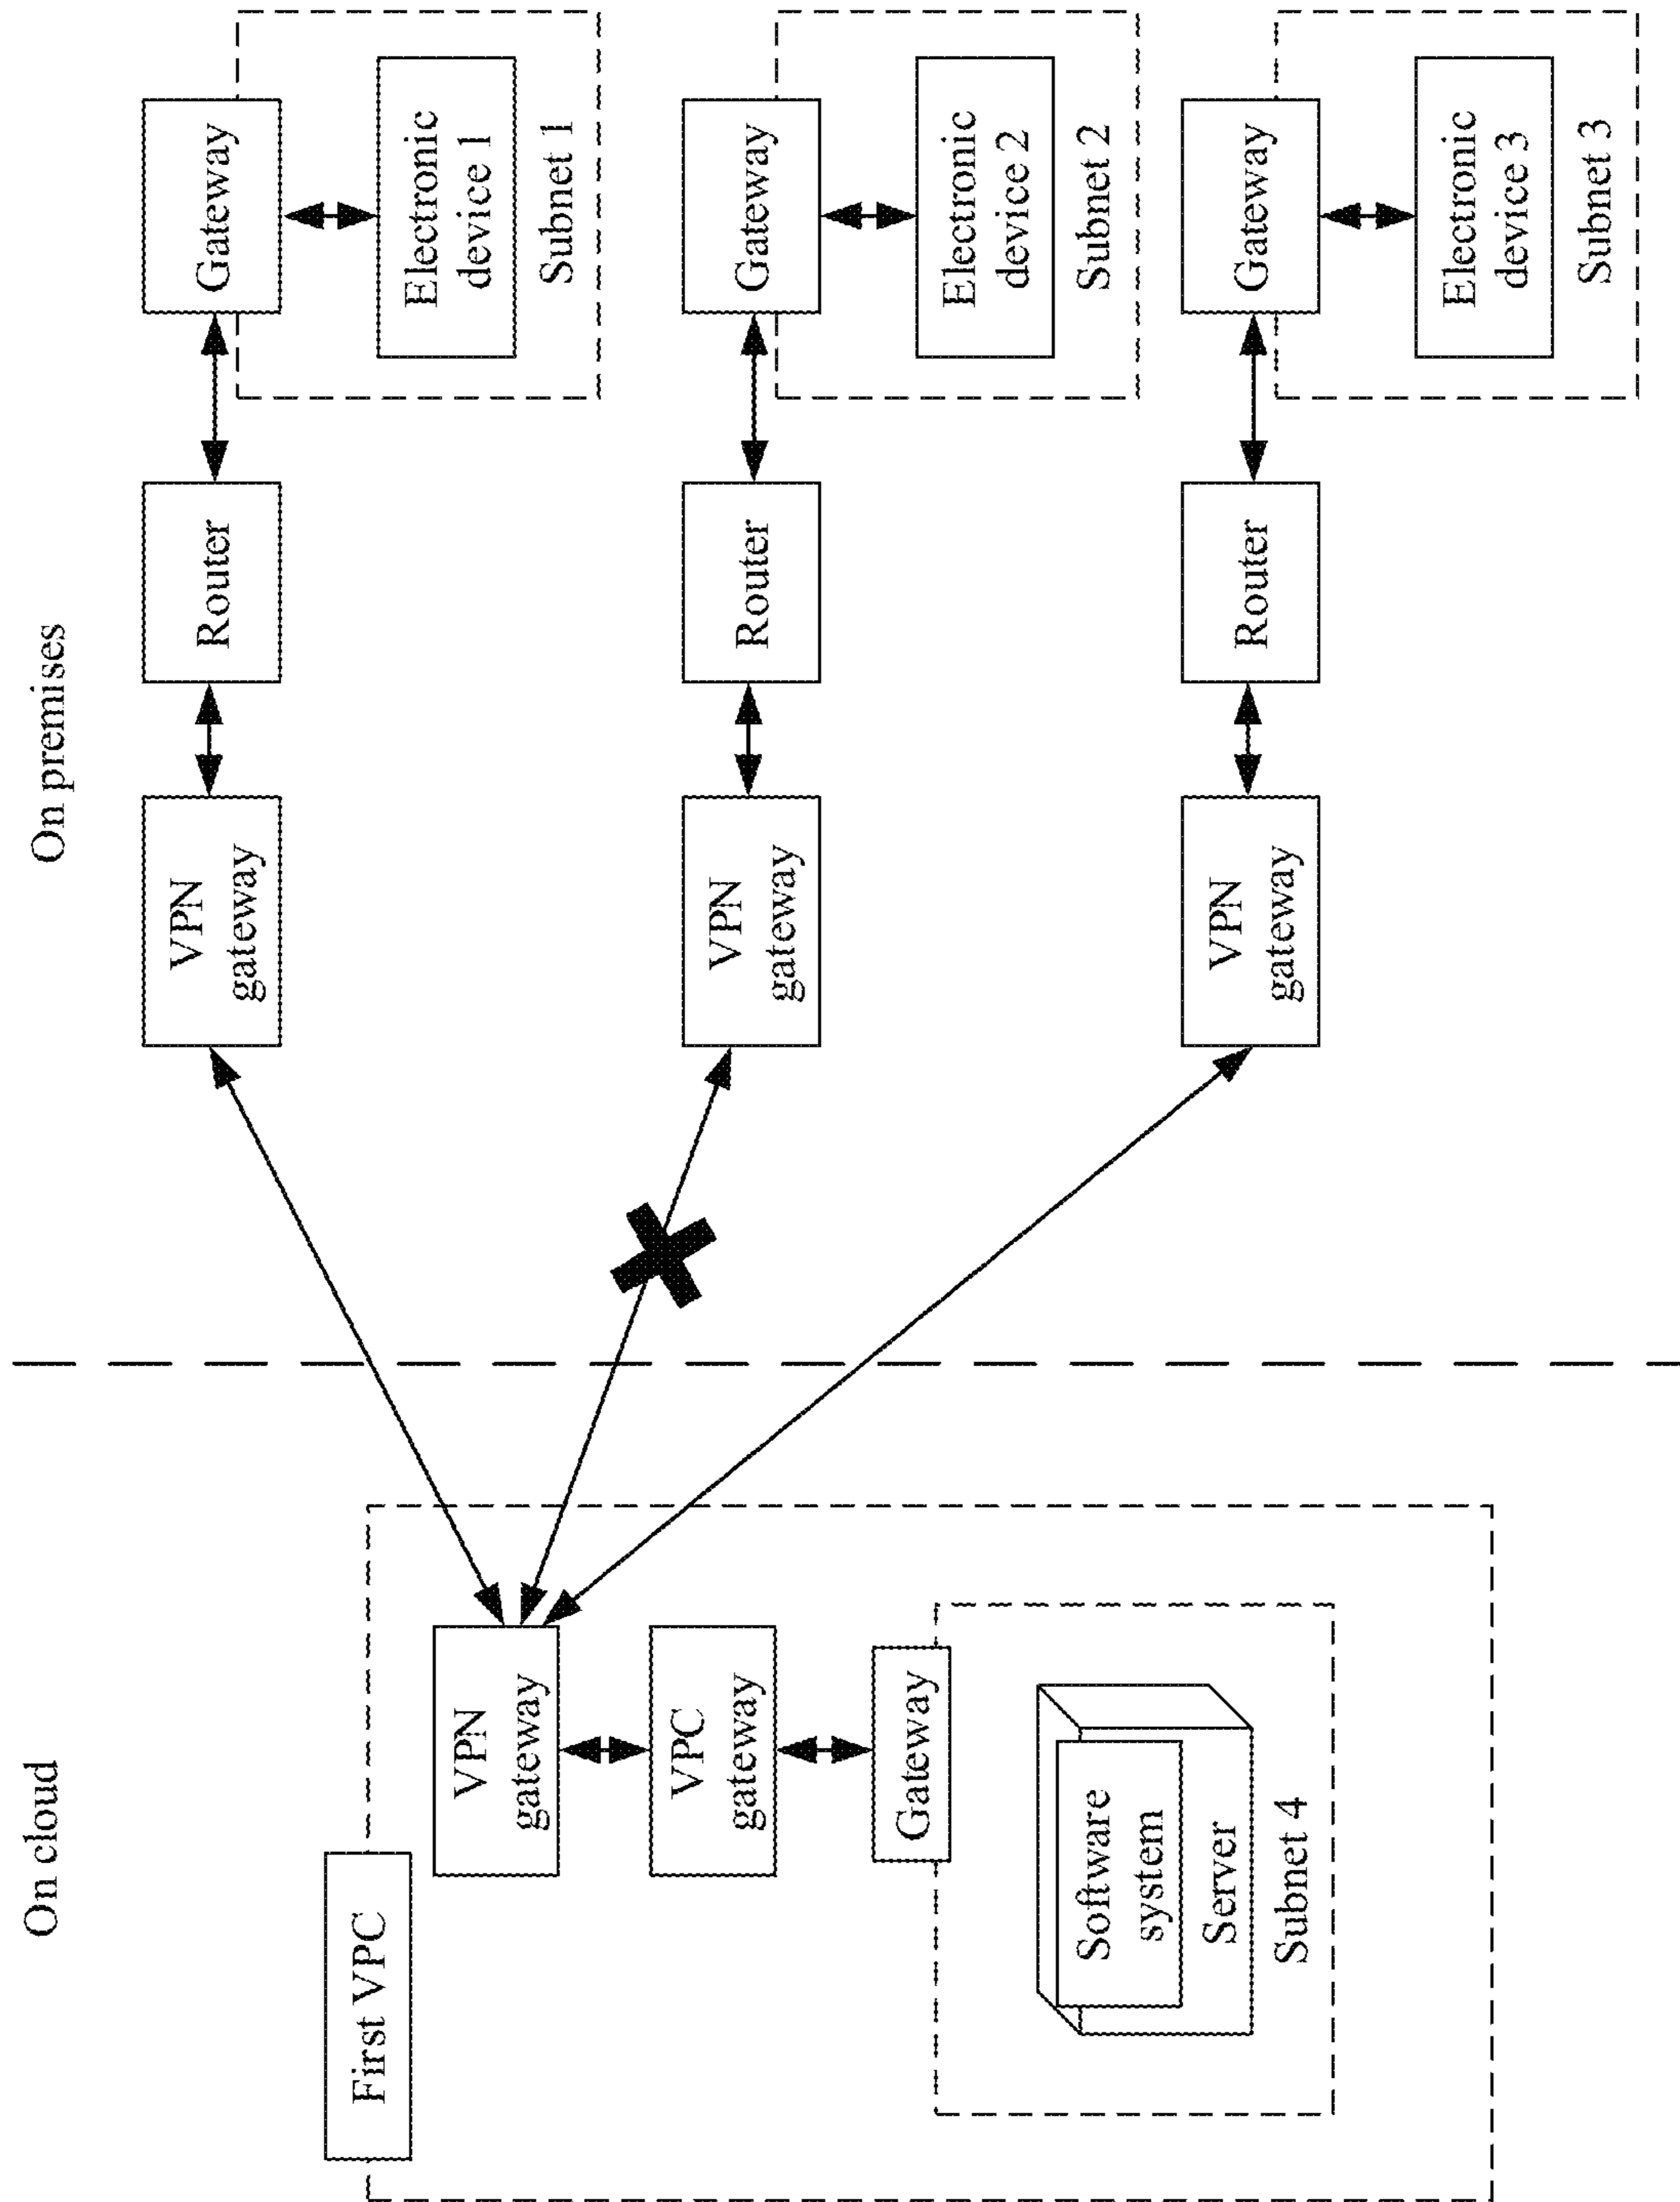 On cloud
On premises
First VPC
VPN
gateway
VPC
gateway
Gateway
Software
system
Server
Subnet 4
VPN
gateway
Router
Gateway
Electronic
device 1
Subnet 1
VPN
gateway
Router
Gateway
Electronic
device 2
Subnet 2
VPN
gateway
Router
Gateway
Electronic
device 3
Subnet 3